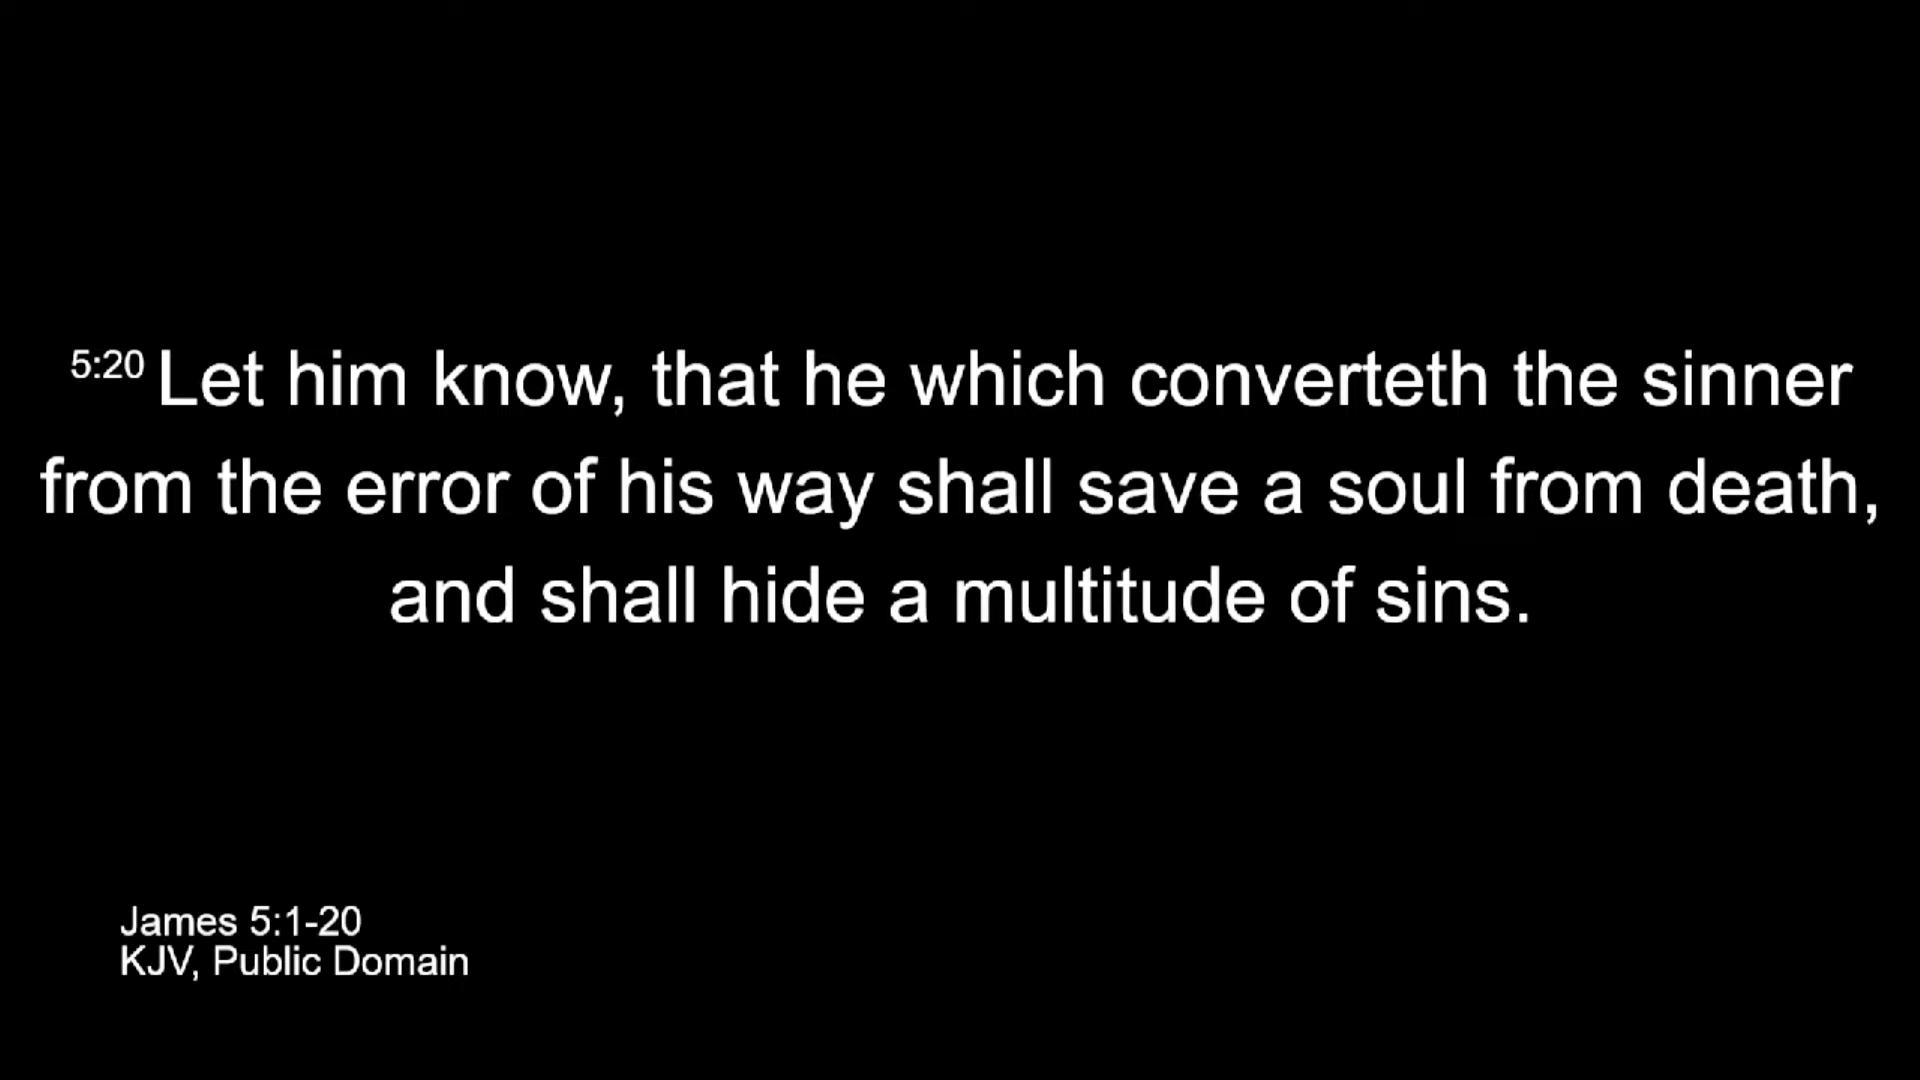 5:20 Let him know, that he which converteth the sinner
from the error of his way shall save a soul from death,
and shall hide a multitude of sins.
James 5:1-20
KJV, Public Domain